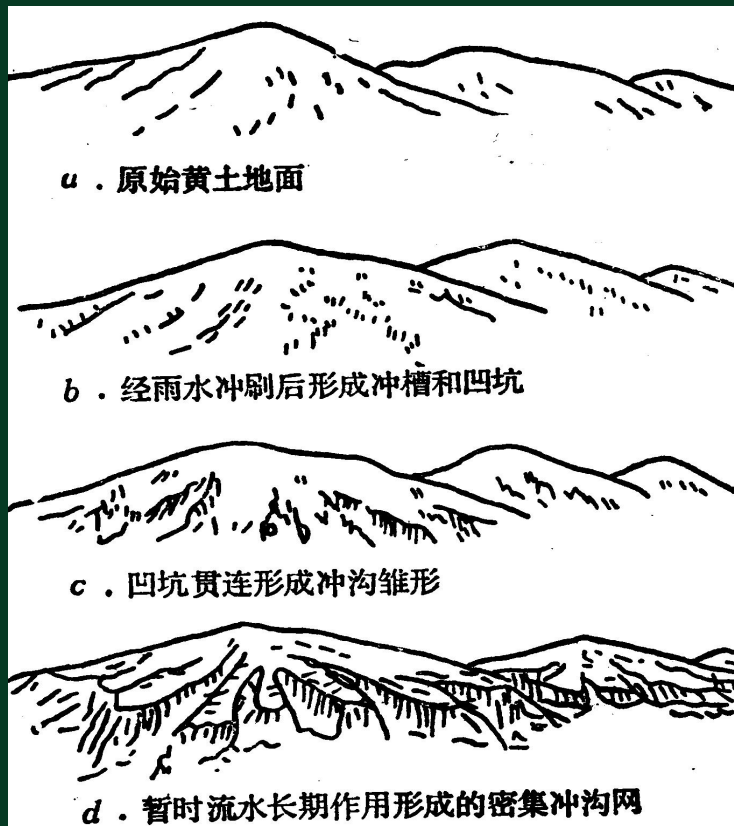 a．原始黄土地面
b．经雨水冲刷后形成冲槽和凹坑
c．凹坑贯连形成冲沟雏形
d．暂时流水长期作用形成的密集冲沟网